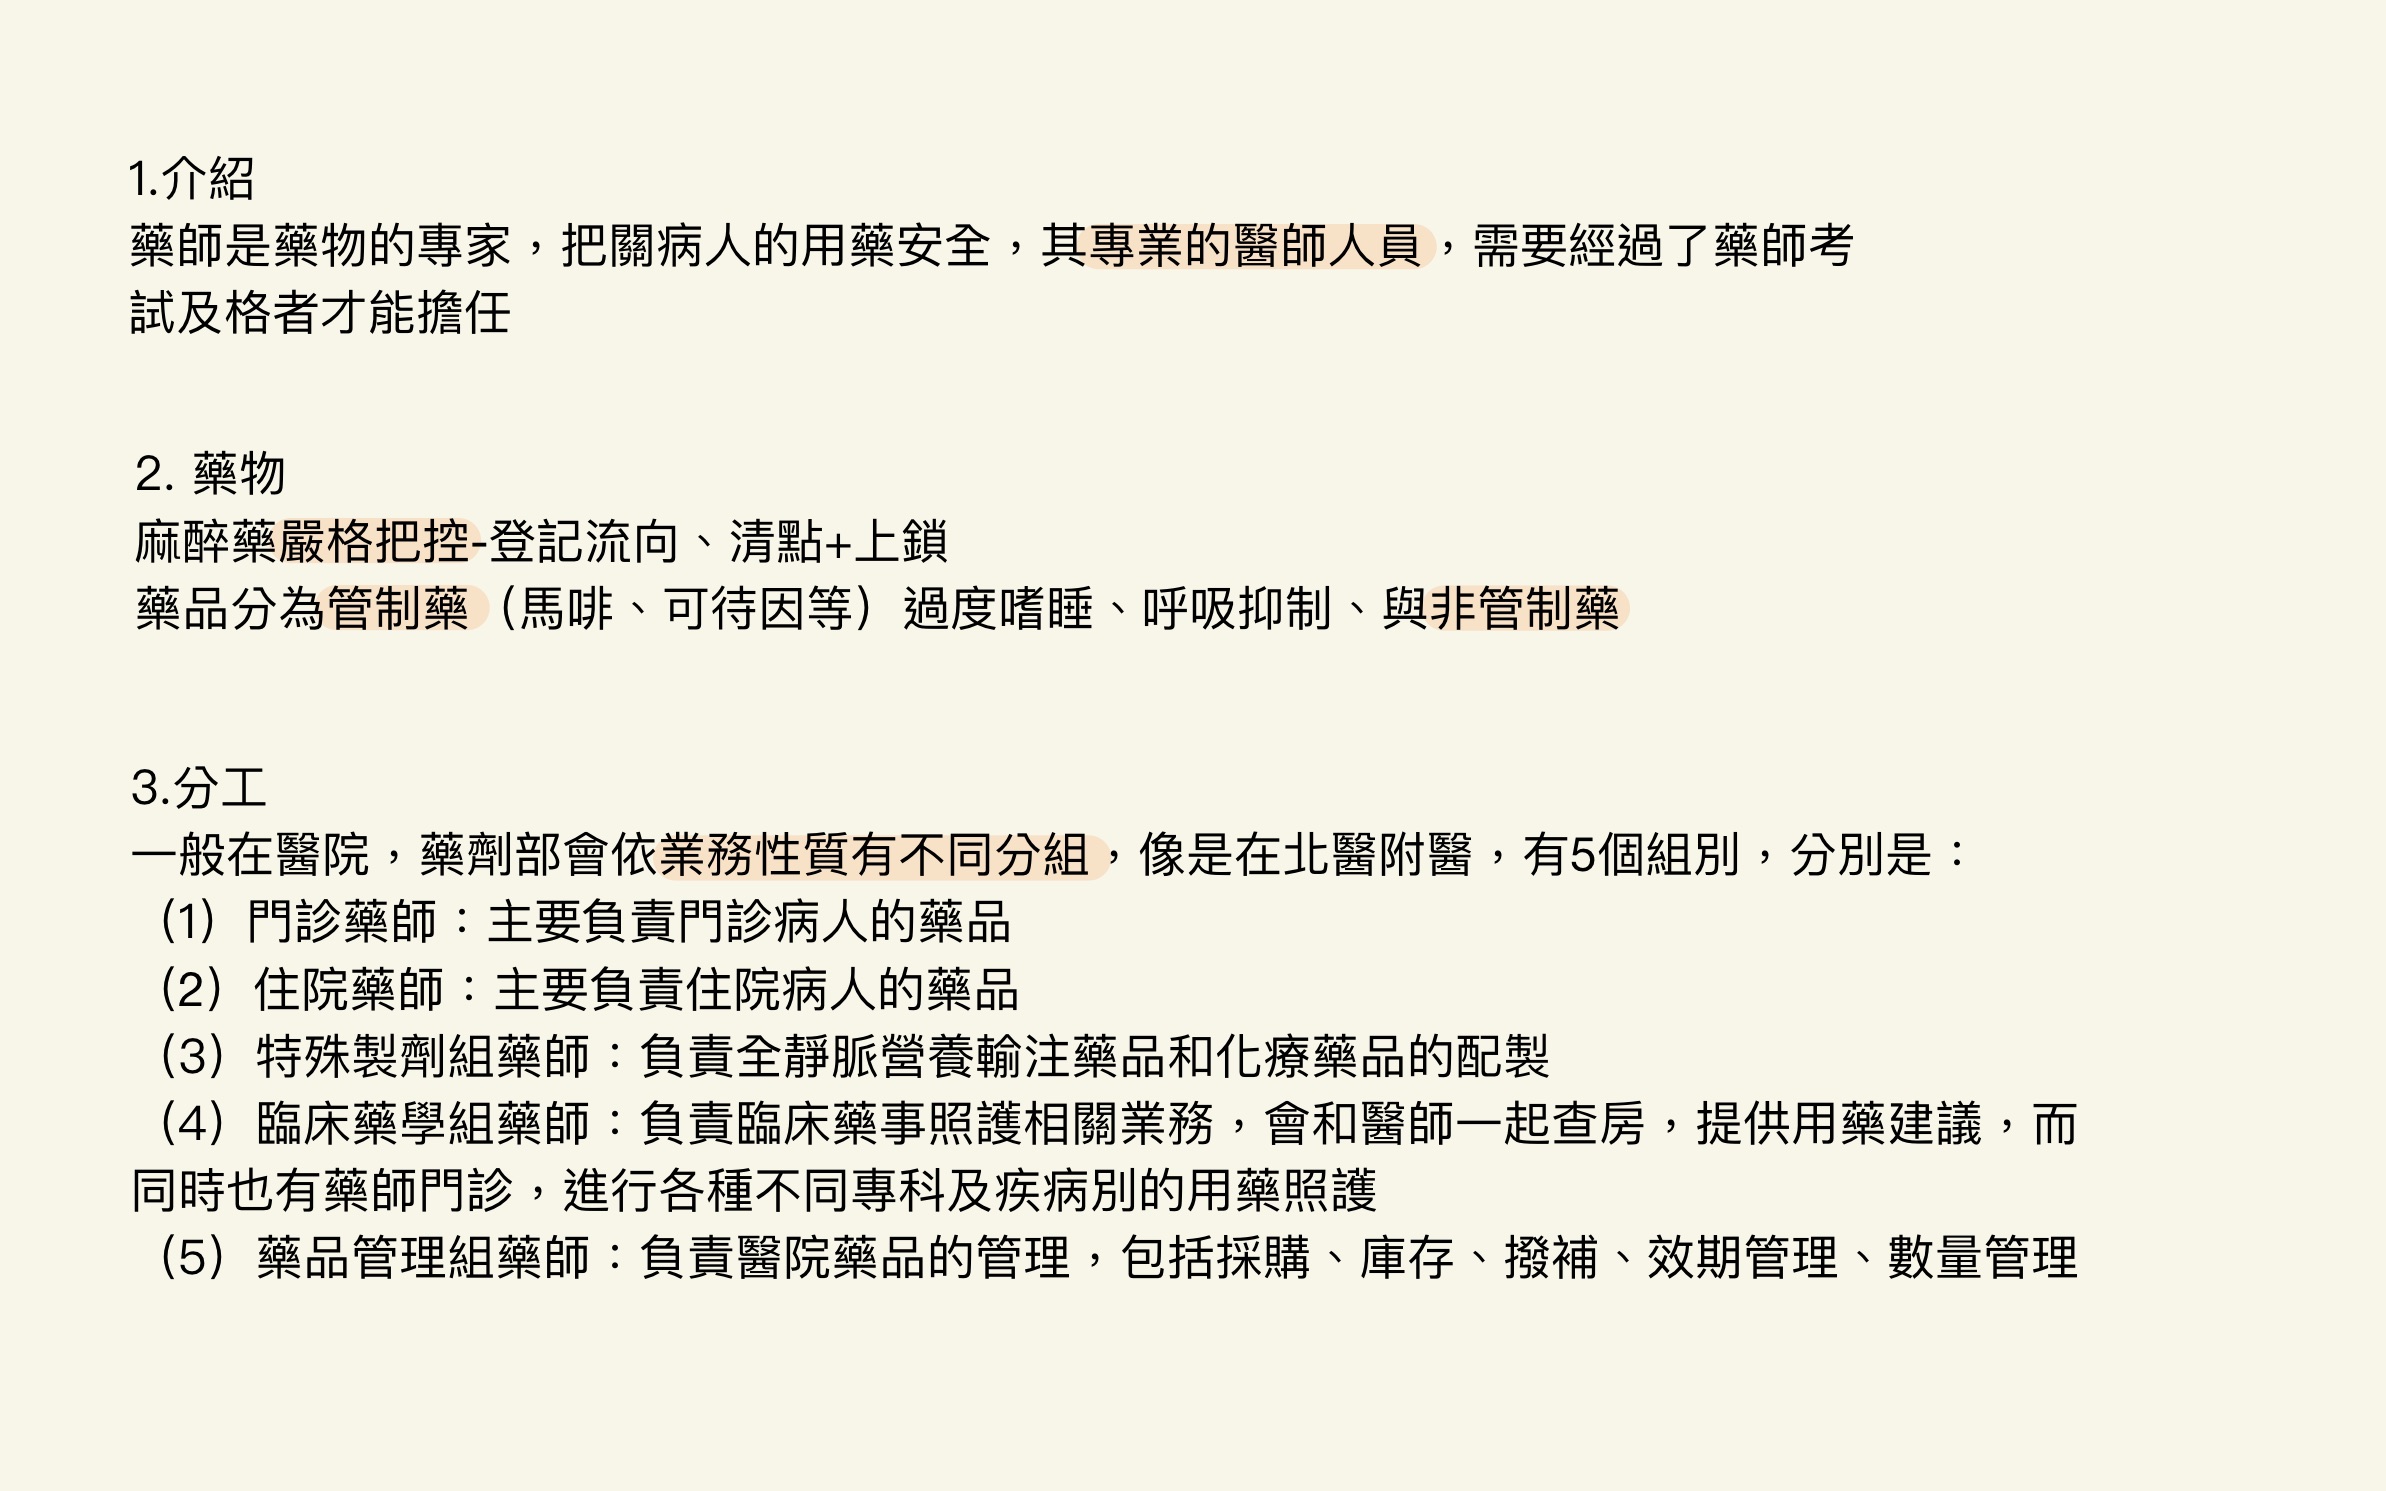 1.介紹
藥師是藥物的專家，把關病人的用藥安全，其專業的醫師人員，需要經過了藥師考
試及格者才能擔任
2. 藥物
麻醉藥嚴格把控-登記流向、清點+上鎖
藥品分為管制藥（馬啡、可待因等）過度嗜睡、呼吸抑制、與非管制藥
3.分工
一般在醫院，藥劑部會依業務性質有不同分組，像是在北醫附醫，有5個組別，分別是：
（1）門診藥師：主要負責門診病人的藥品
（2）住院藥師：主要負責住院病人的藥品
（3）特殊製劑組藥師：負責全靜脈營養輸注藥品和化療藥品的配製
（4）臨床藥學組藥師：負責臨床藥事照護相關業務，會和醫師一起查房，提供用藥建議，而
同時也有藥師門診，進行各種不同專科及疾病別的用藥照護
（5）藥品管理組藥師：負責醫院藥品的管理，包括採購、庫存、撥補、效期管理、數量管理